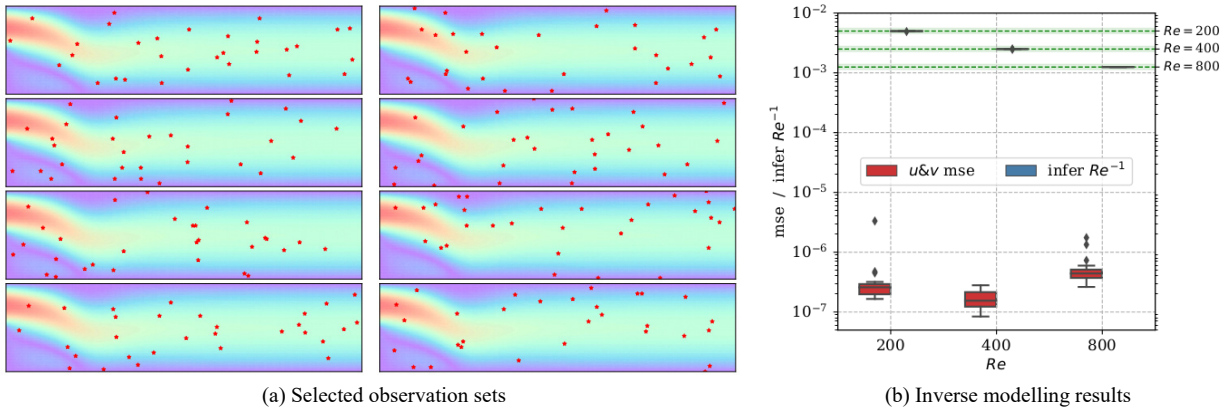 10⁻²
Re = 200
Re = 400
10⁻³
Re = 800
10⁻⁴
mse / infer Re⁻¹
u&v mse
infer Re⁻¹
10⁻⁵
10⁻⁶
10⁻⁷
200
400
800
Re
(a) Selected observation sets
(b) Inverse modelling results